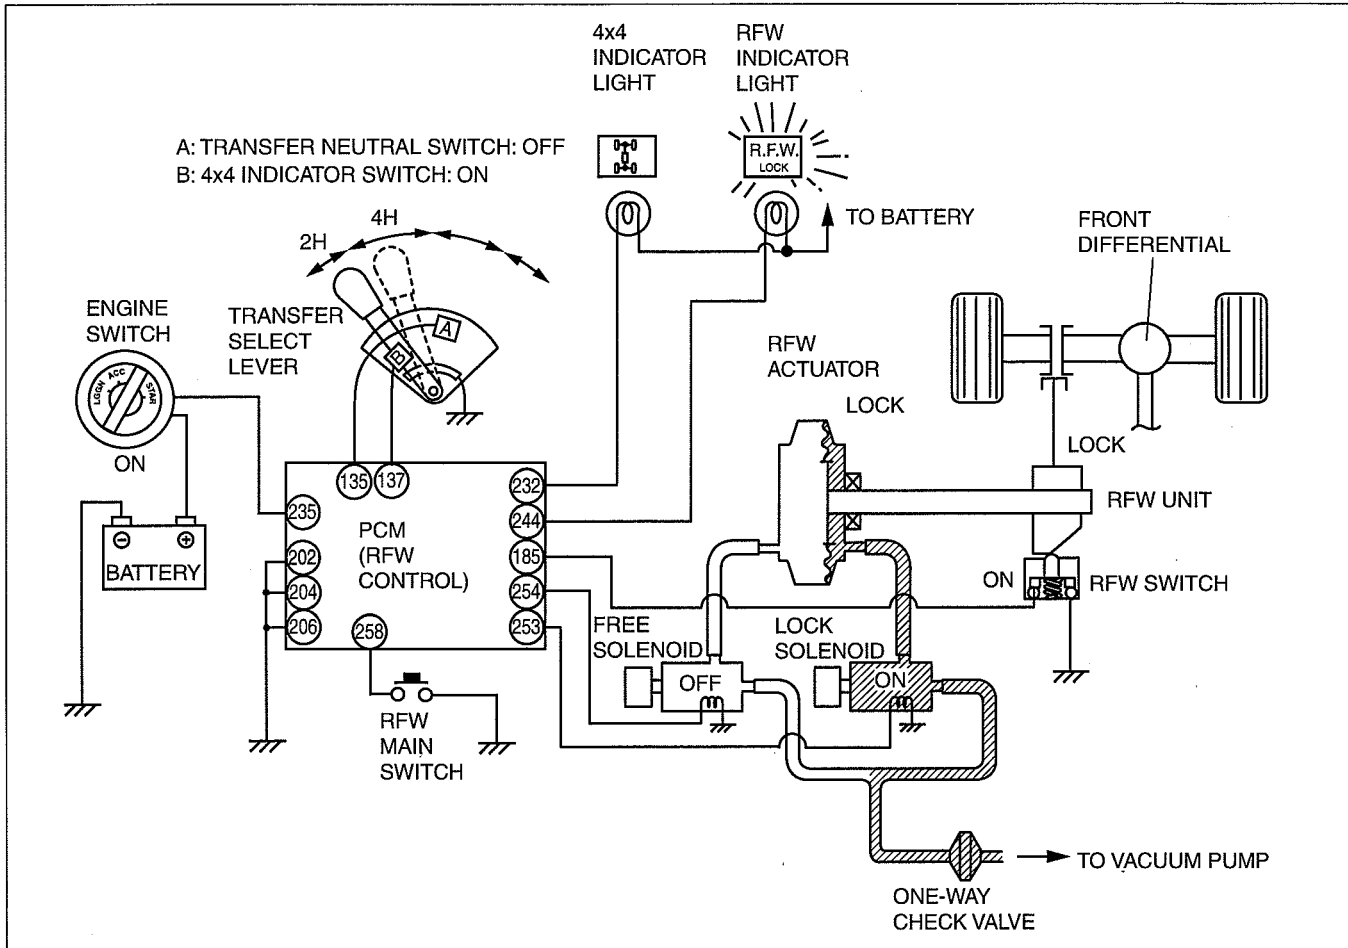 4x4
INDICATOR
LIGHT
RFW
INDICATOR
LIGHT
A: TRANSFER NEUTRAL SWITCH: OFF
B: 4x4 INDICATOR SWITCH: ON
R.F.W.
LOCK
TO BATTERY
FRONT
DIFFERENTIAL
2H
4H
ENGINE
SWITCH
TRANSFER
SELECT
LEVER
A
B
ACC
STAR
ON
RFW
ACTUATOR
LOCK
LOCK
BATTERY
135
137
235
202
204
206
258
232
244
185
254
253
PCM
(RFW
CONTROL)
RFW UNIT
ON
RFW SWITCH
FREE
SOLENOID
OFF
LOCK
SOLENOID
ON
RFW
MAIN
SWITCH
TO VACUUM PUMP
ONE-WAY
CHECK VALVE